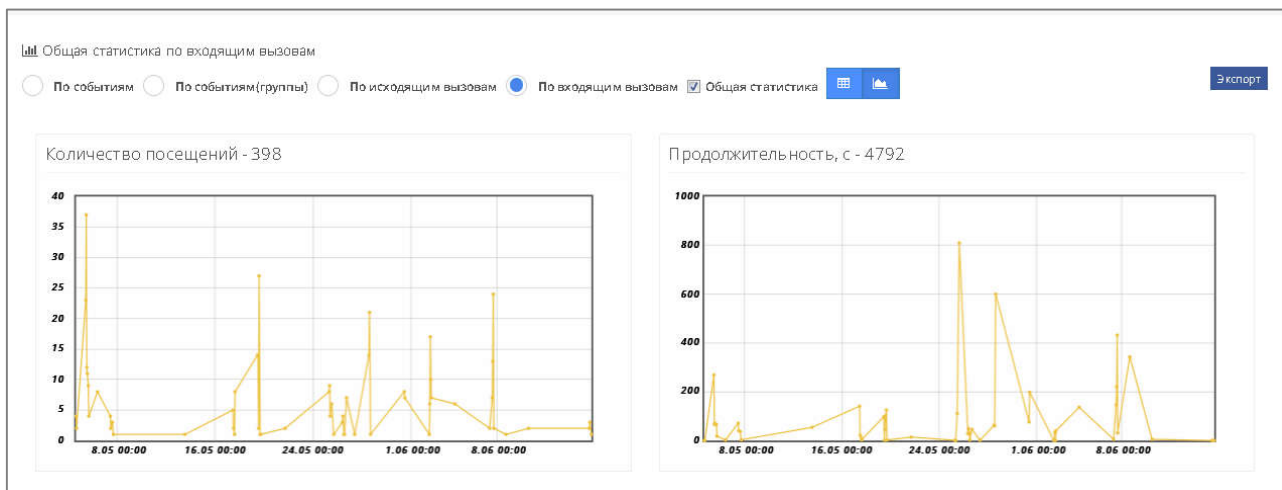 Общая статистика по входящим вызовам
По событиям По событиям(группы) По исходящим вызовам По входящим вызовам Общая статистика Экспорт
Количество посещений - 398
40
35
30
25
20
15
10
5
0
8.05 00:00 16.05 00:00 24.05 00:00 1.06 00:00 8.06 00:00
Продолжительность, с - 4792
1000
800
600
400
200
0
8.05 00:00 16.05 00:00 24.05 00:00 1.06 00:00 8.06 00:00